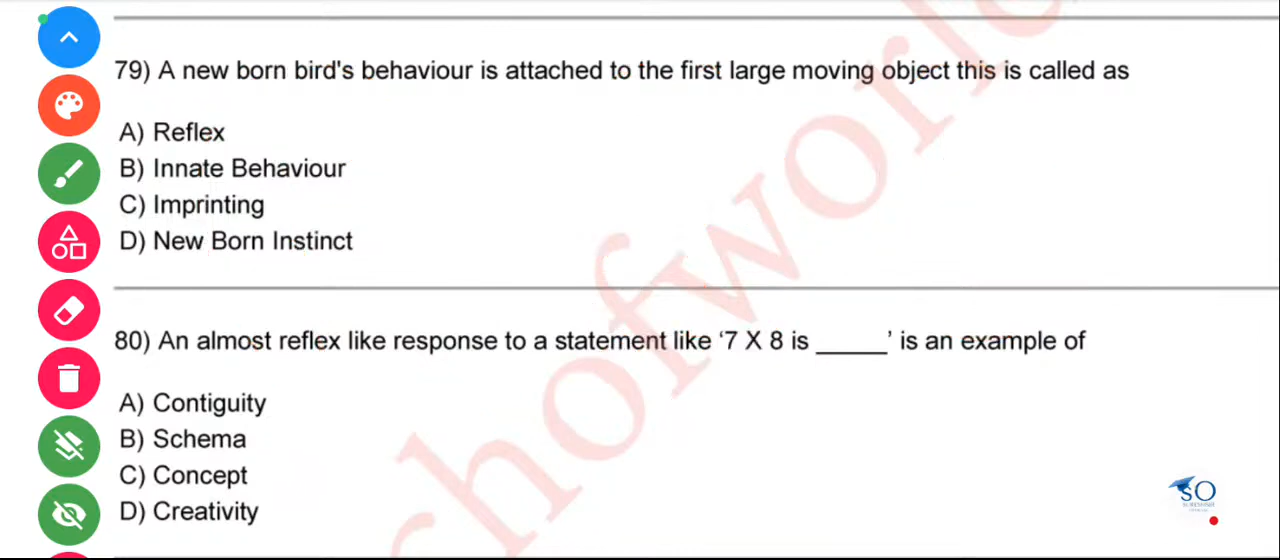 79) A new born bird's behaviour is attached to the first large moving object this is called as
A) Reflex
B) Innate Behaviour
C) Imprinting
D) New Born Instinct
80) An almost reflex like response to a statement like ‘7 X 8 is _____’ is an example of
A) Contiguity
B) Schema
C) Concept
D) Creativity
hofworld
SO